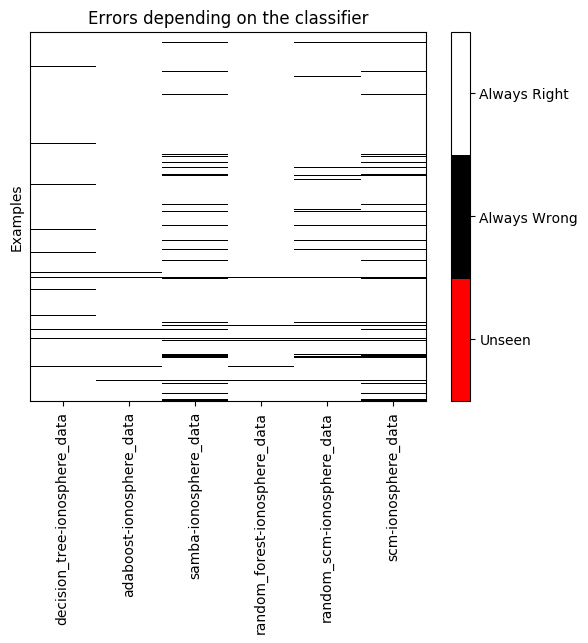 Errors depending on the classifier
Examples
Always Right
Always Wrong
Unseen
decision_tree-ionosphere_data
adaboost-ionosphere_data
samba-ionosphere_data
random_forest-ionosphere_data
random_scm-ionosphere_data
scm-ionosphere_data